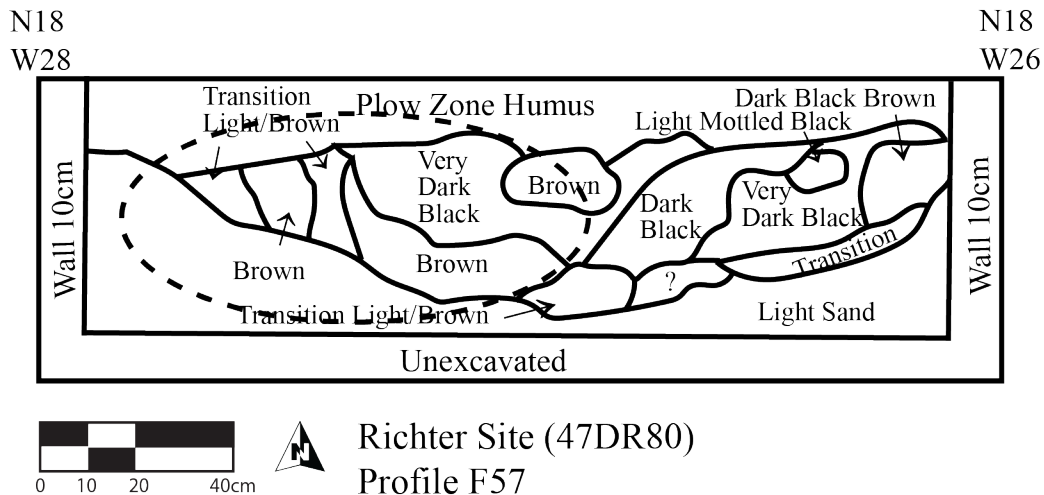 N18
W28
N18
W26
Transition
Light/Brown
Plow Zone Humus
Dark Black Brown
Light Mottled Black
Wall 10cm
Very
Dark
Black
Brown
Dark
Black
Very
Dark Black
Wall 10cm
Brown
Brown
?
Transition
Transition Light/Brown
Light Sand
Unexcavated
N
Richter Site (47DR80)
Profile F57
0 10 20 40cm